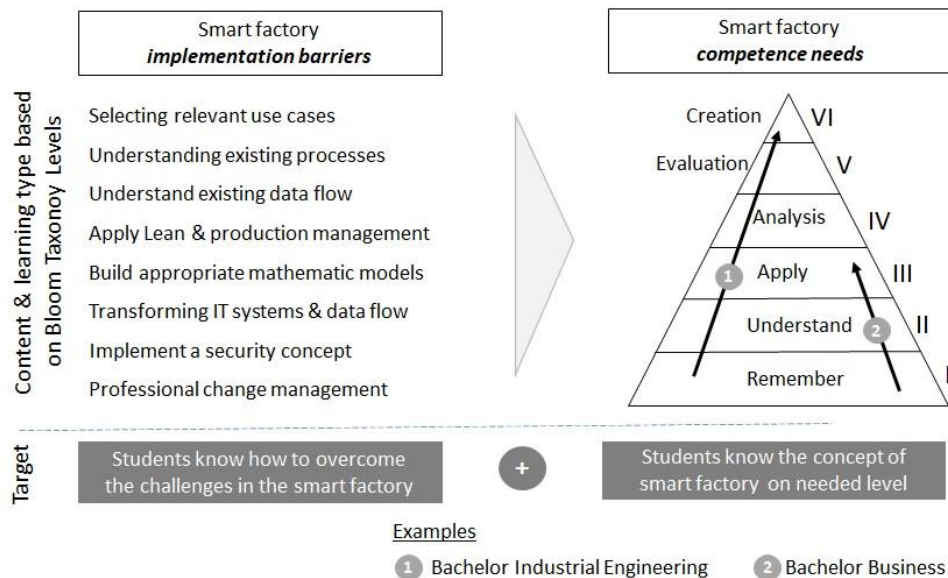 Smart factory
implementation barriers
Smart factory
competence needs
Content & learning type based
on Bloom Taxonoy Levels
Selecting relevant use cases
Understanding existing processes
Understand existing data flow
Apply Lean & production management
Build appropriate mathematic models
Transforming IT systems & data flow
Implement a security concept
Professional change management
Creation VI
Evaluation V
Analysis IV
1 Apply III
Understand 2 II
Remember I
Target
Students know how to overcome
the challenges in the smart factory
+
Students know the concept of
smart factory on needed level
Examples
1 Bachelor Industrial Engineering
2 Bachelor Business